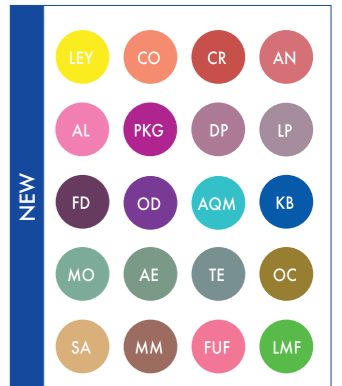 NEW
LEY CO CR AN
AL PKG DP LP
FD OD AQM KB
MO AE TE OC
SA MM FUF LMF